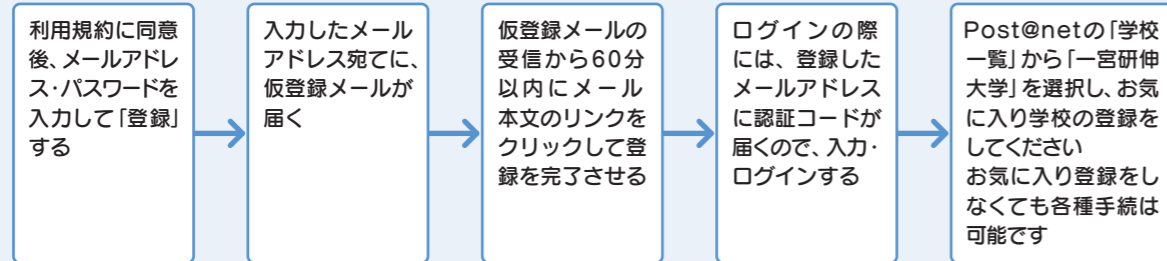 利用規約に同意
後、メールアドレ
ス・パスワードを
入力して「登録」
する
入力したメール
アドレス宛てに、
仮登録メールが
届く
仮登録メールの
受信から60分
以内にメール
本文のリンクを
クリックして登
録を完了させる
ログインの際
には、登録した
メールアドレス
に認証コードが
届くので、入力・
ログインする
Post@netの「学校
一覧」から「一宮研伸
大学」を選択し、お気
に入り学校の登録を
してください
お気に入り登録をし
なくても各種手続は
可能です